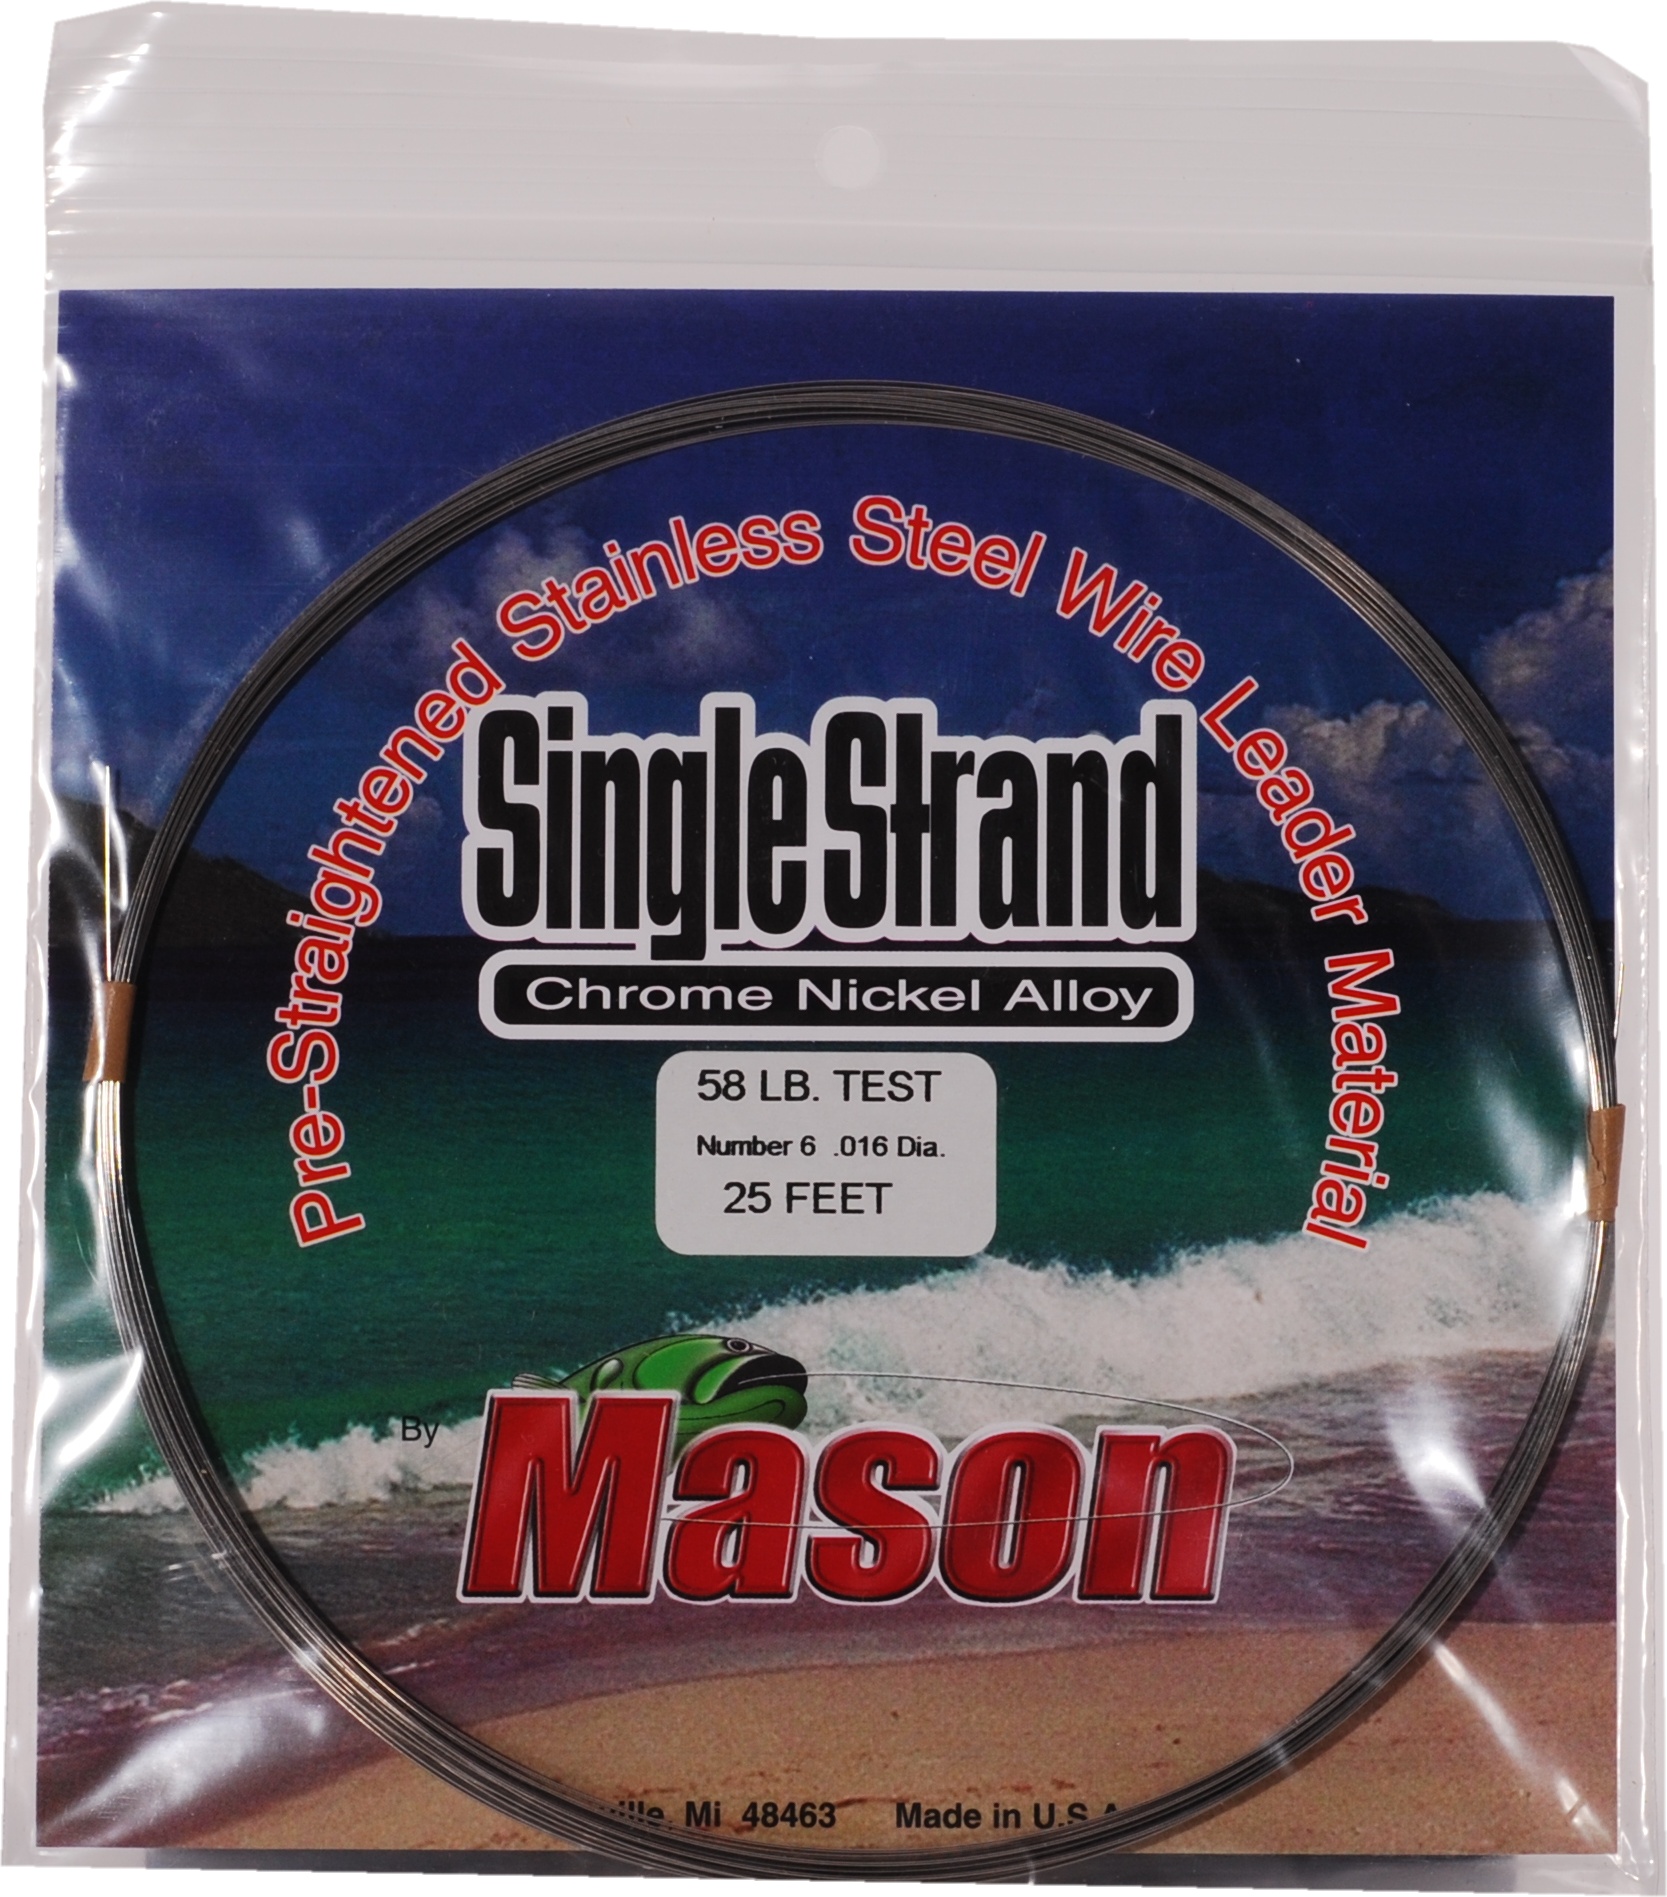 Pre-Straightened Stainless Steel Wire Leader Material
Single Strand
Chrome Nickel Alloy
58 LB. TEST
Number 6 .016 Dia.
25 FEET
By
Mason
Mi 48463 Made in U.S.A